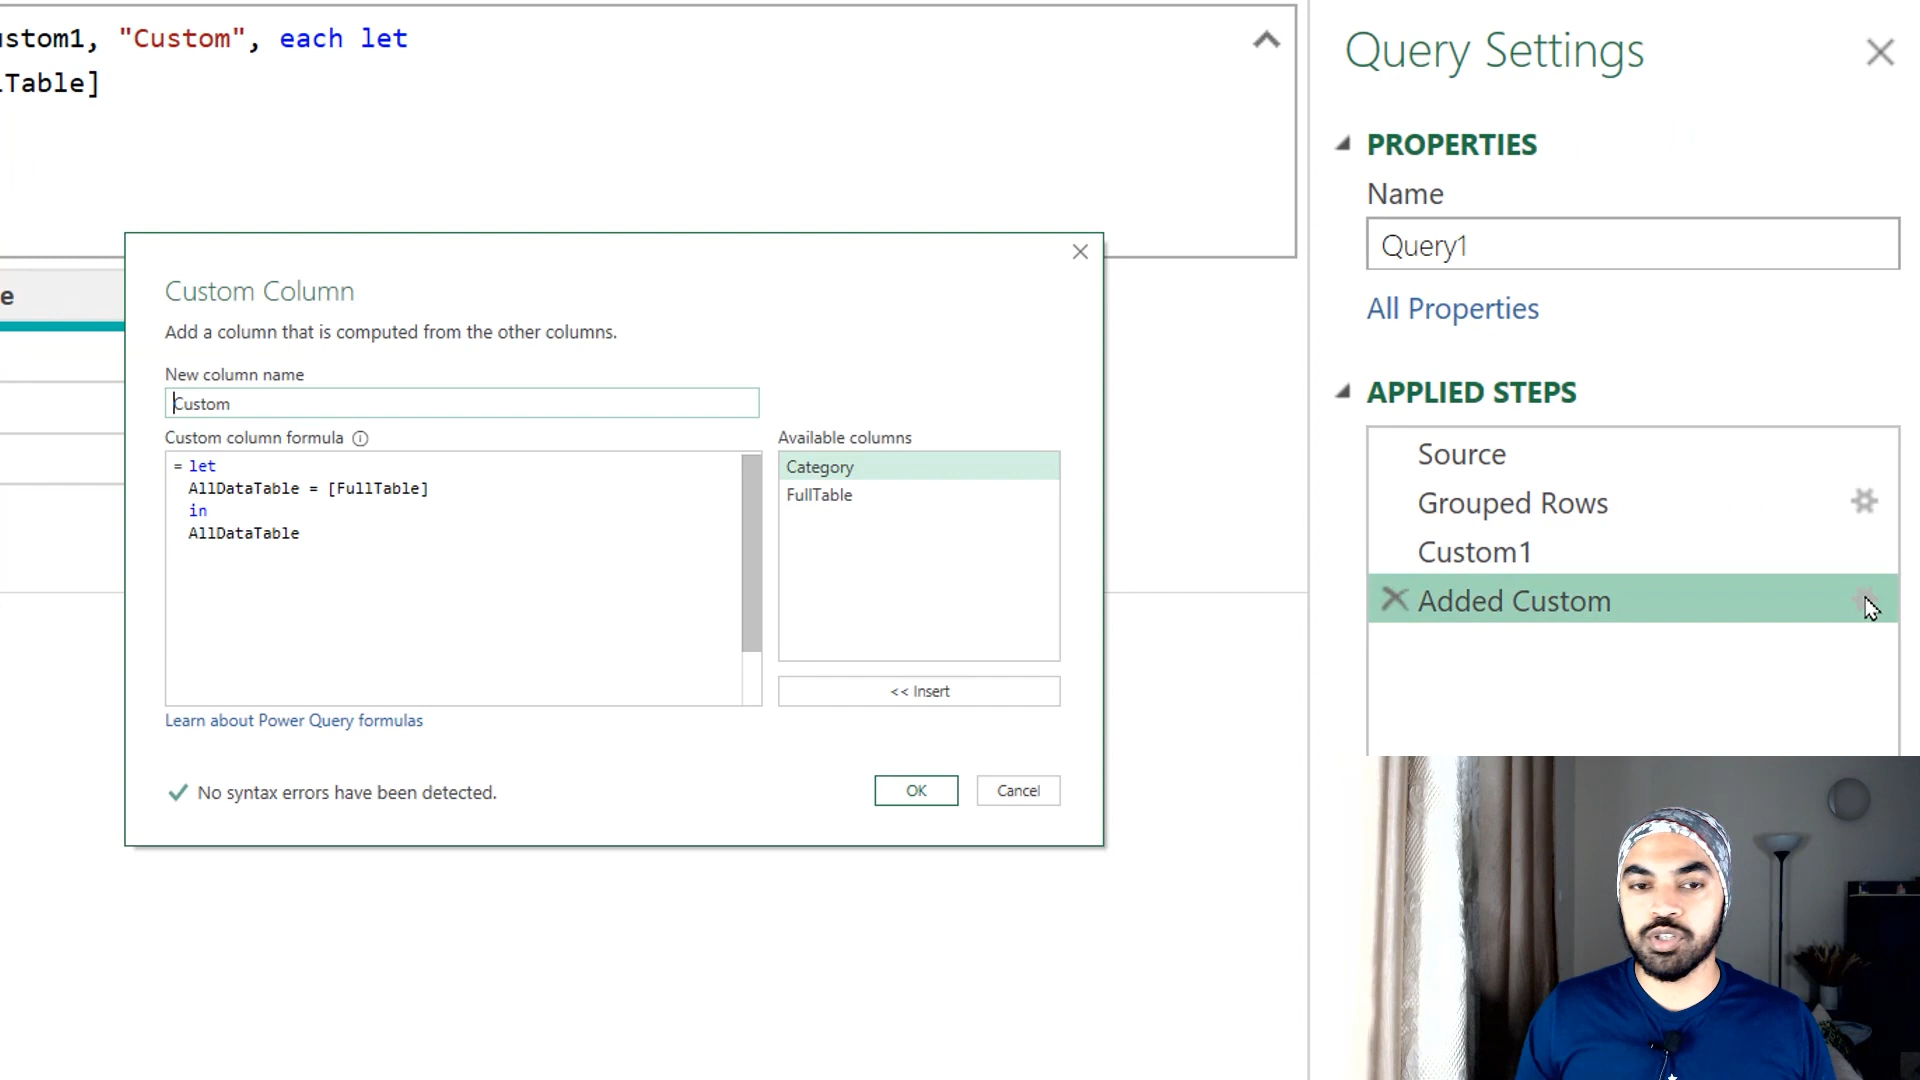 stom1, "Custom", each let
Table]
e
Custom Column
Add a column that is computed from the other columns.
New column name
Custom
Custom column formula
= let
AllDataTable = [FullTable]
in
AllDataTable
Available columns
Category
FullTable
<< Insert
Learn about Power Query formulas
No syntax errors have been detected.
OK
Cancel
Query Settings
PROPERTIES
Name
Query1
All Properties
APPLIED STEPS
Source
Grouped Rows
Custom1
Added Custom